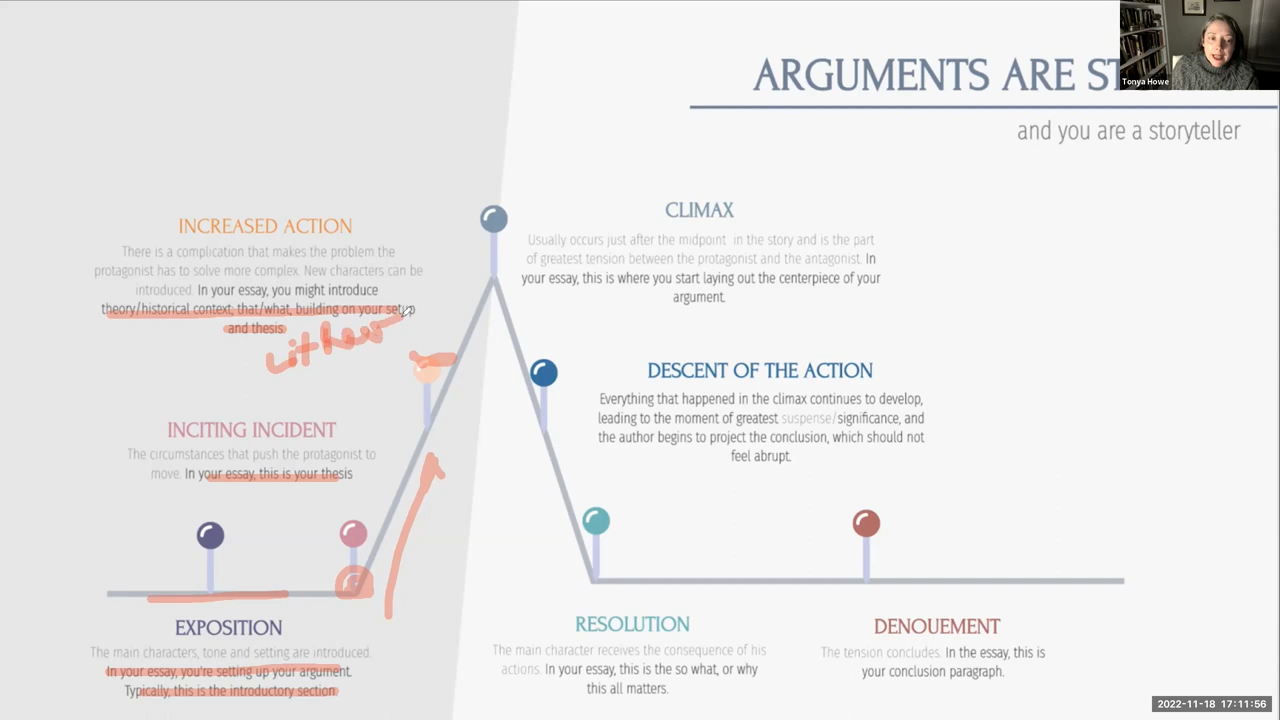 ARGUMENTS ARE ST
Tonya Howe
and you are a storyteller
INCREASED ACTION
There is a complication that makes the problem the
protagonist has to solve more complex. New characters can be
introduced. In your essay, you might introduce
theory/historical context; that/what, building on your setup
and thesis
CLIMAX
Usually occurs just after the midpoint in the story and is the part
of greatest tension between the protagonist and the antagonist. In
your essay, this is where you start laying out the centerpiece of your
argument.
INCITING INCIDENT
The circumstances that push the protagonist to
move. In your essay, this is your thesis
DESCENT OF THE ACTION
Everything that happened in the climax continues to develop,
leading to the moment of greatest suspense/significance, and
the author begins to project the conclusion, which should not
feel abrupt.
EXPOSITION
The main characters, tone and setting are introduced.
In your essay, you're setting up your argument.
Typically, this is the introductory section
RESOLUTION
The main character receives the consequence of his
actions. In your essay, this is the so what, or why
this all matters.
DENOUEMENT
The tension concludes. In the essay, this is
your conclusion paragraph.
2022-11-18 17:11:56